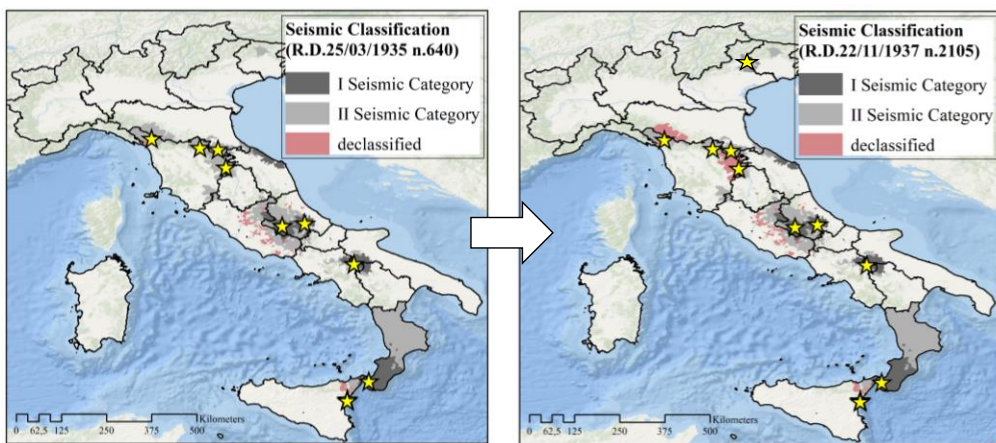 Seismic Classification
(R.D.25/03/1935 n.640)
I Seismic Category
II Seismic Category
declassified
Kilometers
0 62,5 125 250 375 500
Seismic Classification
(R.D.22/11/1937 n.2105)
I Seismic Category
II Seismic Category
declassified
Kilometers
0 62,5 125 250 375 500